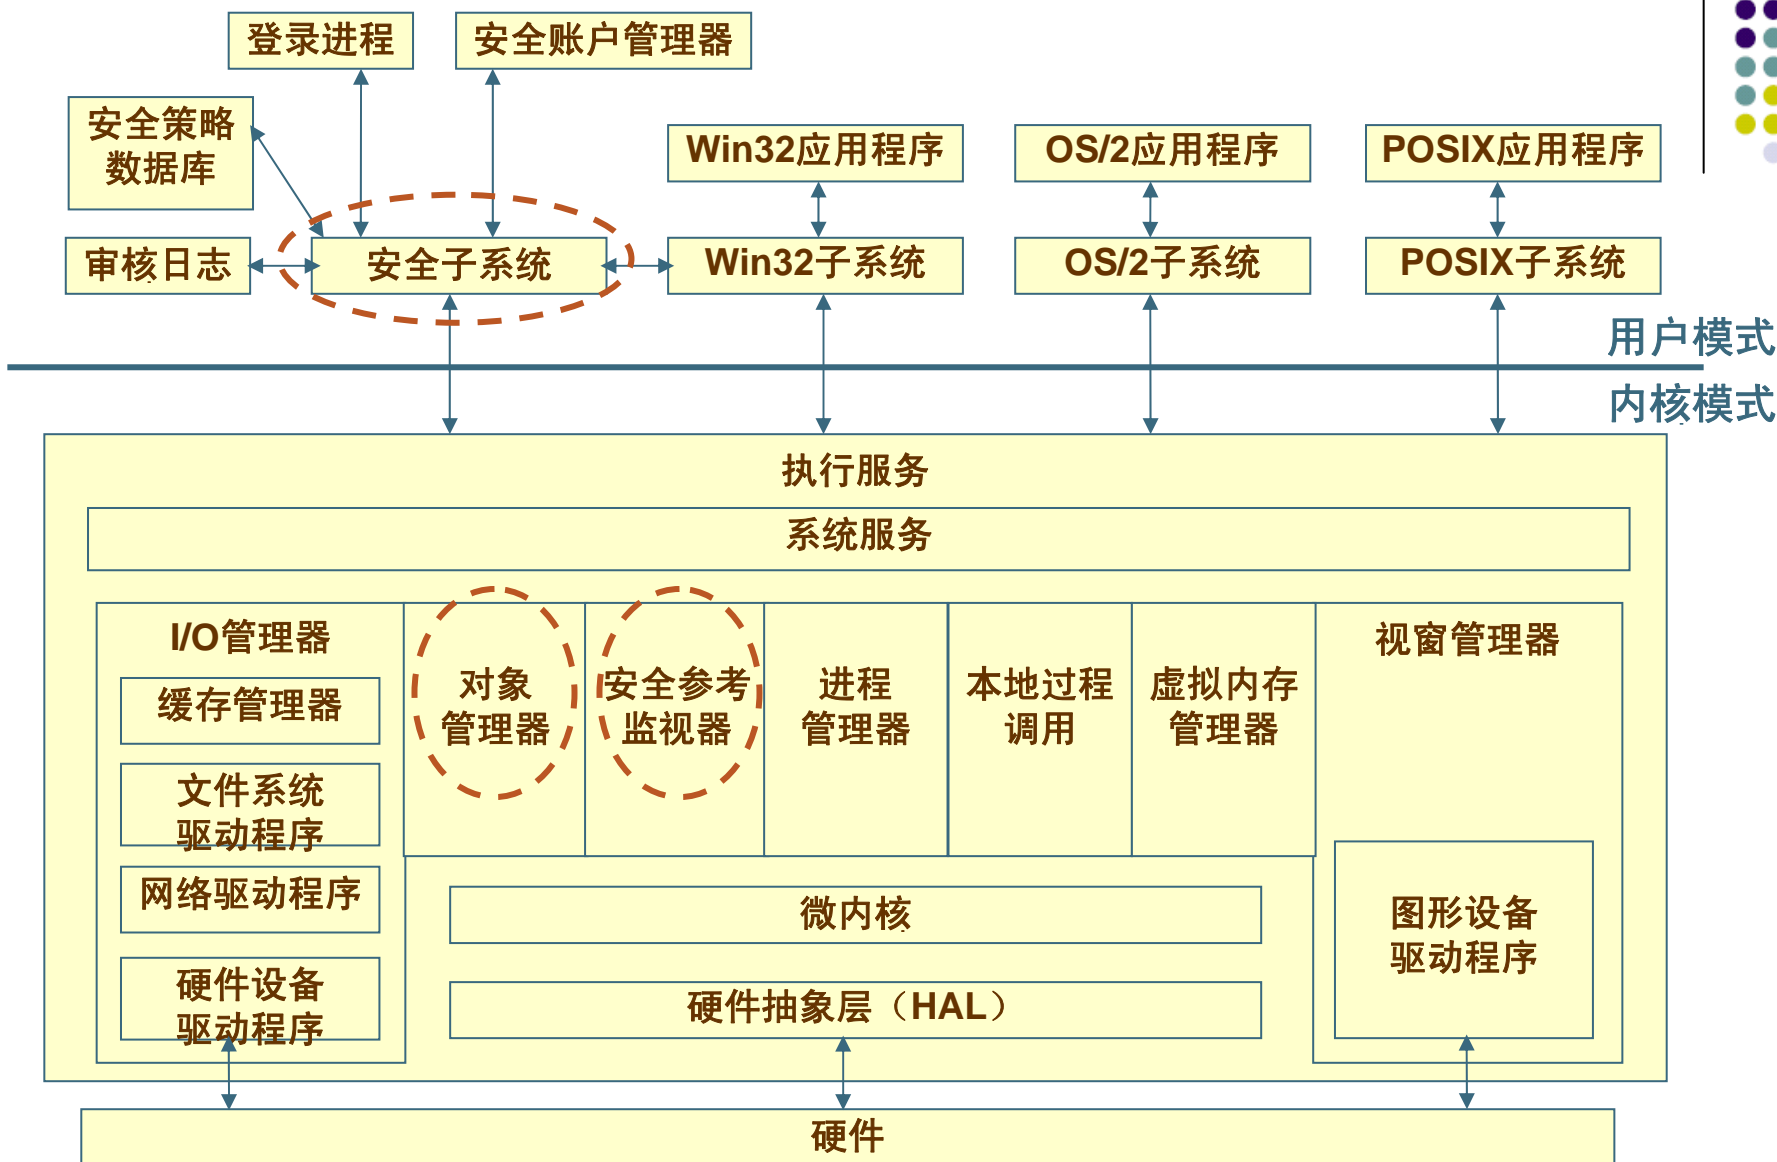 登录进程
安全账户管理器
安全策略
数据库
Win32应用程序
OS/2应用程序
POSIX应用程序
审核日志
安全子系统
Win32子系统
OS/2子系统
POSIX子系统
用户模式
内核模式
执行服务
系统服务
I/O管理器
缓存管理器
文件系统
驱动程序
网络驱动程序
硬件设备
驱动程序
对象
管理器
安全参考
监视器
进程
管理器
本地过程
调用
虚拟内存
管理器
视窗管理器
图形设备
驱动程序
微内核
硬件抽象层（HAL）
硬件